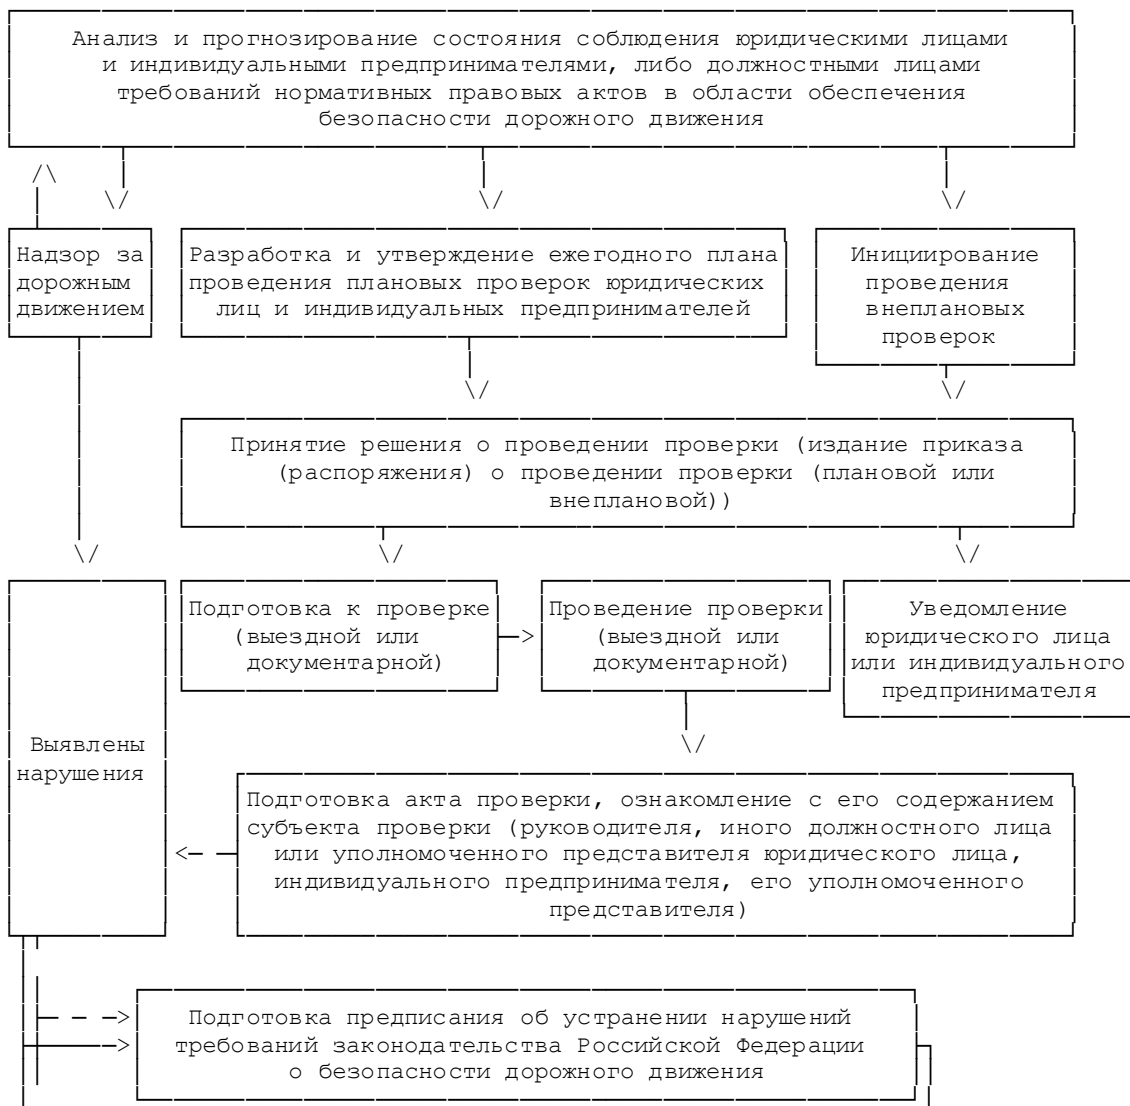 Анализ и прогнозирование состояния соблюдения юридическими лицами
и индивидуальными предпринимателями, либо должностными лицами
требований нормативных правовых актов в области обеспечения
безопасности дорожного движения
Надзор за
дорожным
движением
Разработка и утверждение ежегодного плана
проведения плановых проверок юридических
лиц и индивидуальных предпринимателей
Инициирование
проведения
внеплановых
проверок
Принятие решения о проведении проверки (издание приказа
(распоряжения) о проведении проверки (плановой или
внеплановой))
Подготовка к проверке
(выездной или
документарной)
Проведение проверки
(выездной или
документарной)
Уведомление
юридического лица
или индивидуального
предпринимателя
Выявлены
нарушения
Подготовка акта проверки, ознакомление с его содержанием
субъекта проверки (руководителя, иного должностного лица
или уполномоченного представителя юридического лица,
индивидуального предпринимателя, его уполномоченного
представителя)
Подготовка предписания об устранении нарушений
требований законодательства Российской Федерации
о безопасности дорожного движения